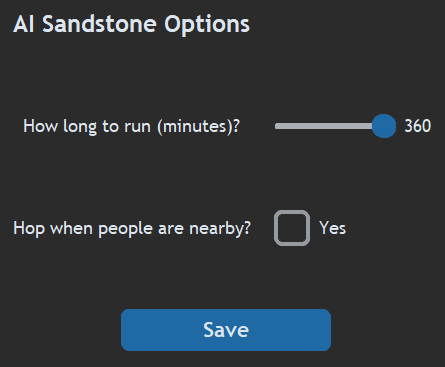 AI Sandstone Options
How long to run (minutes)? 360
Hop when people are nearby? Yes
Save